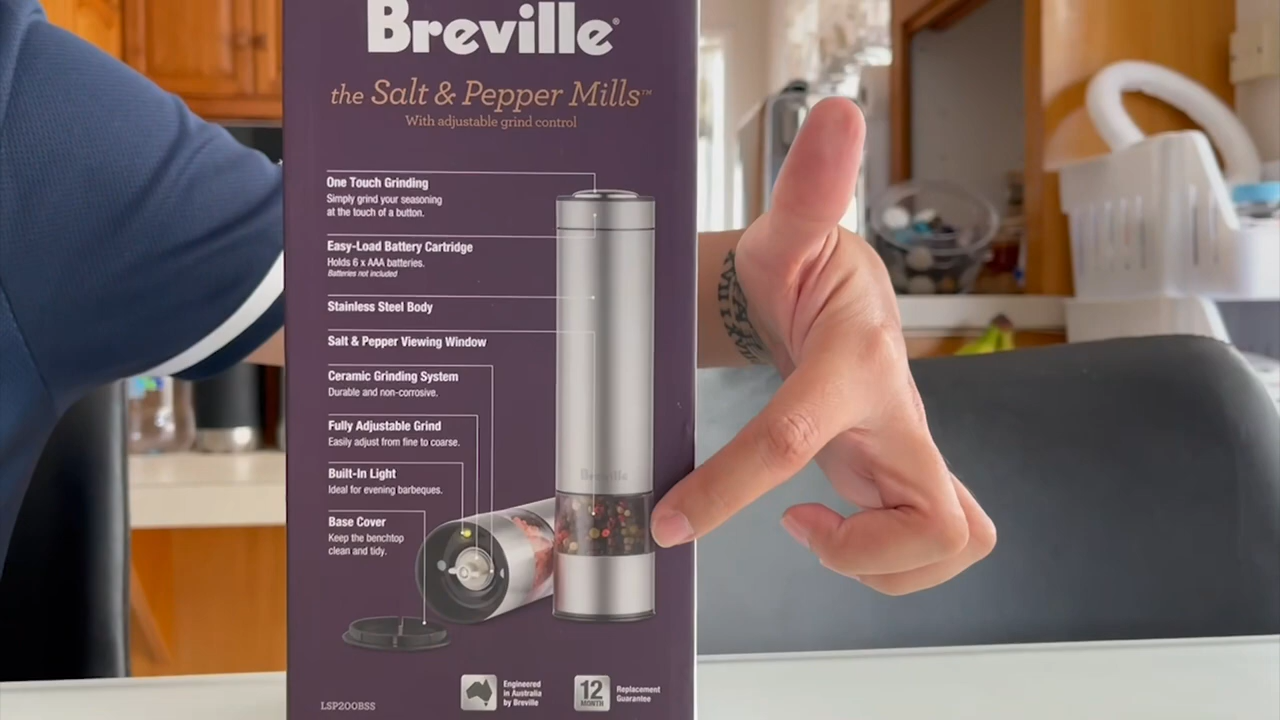 Breville®
the Salt & Pepper Mills™
With adjustable grind control
One Touch Grinding
Simply grind your seasoning
at the touch of a button.
Easy-Load Battery Cartridge
Holds 6 x AAA batteries.
Batteries not included
Stainless Steel Body
Salt & Pepper Viewing Window
Ceramic Grinding System
Durable and non-corrosive.
Fully Adjustable Grind
Easily adjust from fine to coarse.
Built-In Light
Ideal for evening barbeques.
Base Cover
Keep the benchtop
clean and tidy.
Breville
Engineered
in Australia
by Breville
12
MONTH
Replacement
Guarantee
LSP200BSS